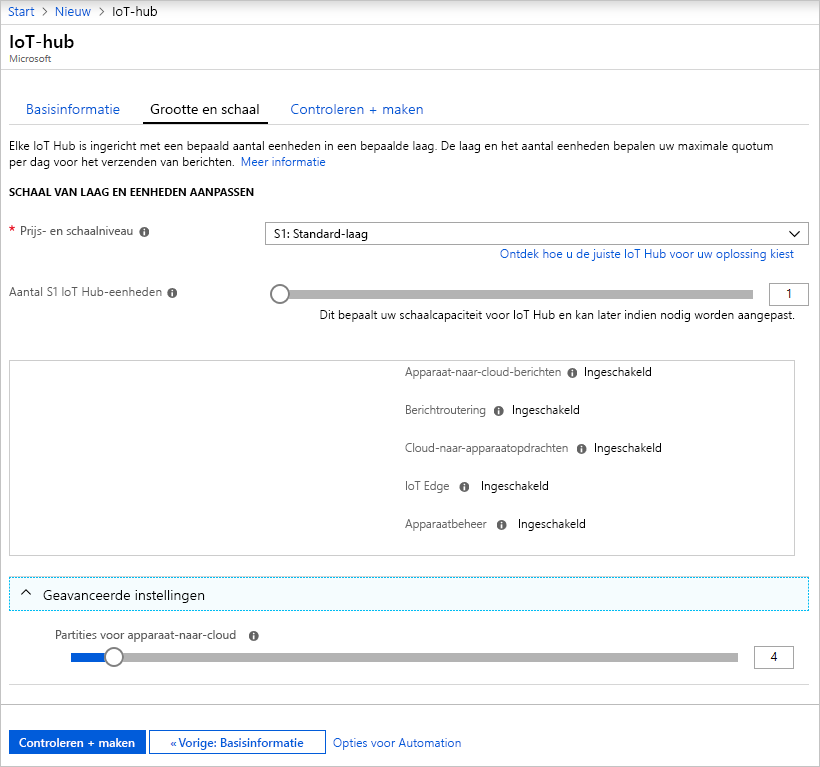 Start > Nieuw > IoT-hub
IoT-hub
Microsoft
Basisinformatie Grootte en schaal Controleren + maken
Elke IoT Hub is ingericht met een bepaald aantal eenheden in een bepaalde laag. De laag en het aantal eenheden bepalen uw maximale quotum
per dag voor het verzenden van berichten. Meer informatie
SCHAAL VAN LAAG EN EENHEDEN AANPASSEN
* Prijs- en schaalniveau S1: Standard-laag
Ontdek hoe u de juiste IoT Hub voor uw oplossing kiest
Aantal S1 IoT Hub-eenheden 1
Dit bepaalt uw schaalcapaciteit voor IoT Hub en kan later indien nodig worden aangepast.
Apparaat-naar-cloud-berichten Ingeschakeld
Berichtroutering Ingeschakeld
Cloud-naar-apparaatopdrachten Ingeschakeld
IoT Edge Ingeschakeld
Apparaatbeheer Ingeschakeld
Geavanceerde instellingen
Partities voor apparaat-naar-cloud
4
Controleren + maken « Vorige: Basisinformatie Opties voor Automation